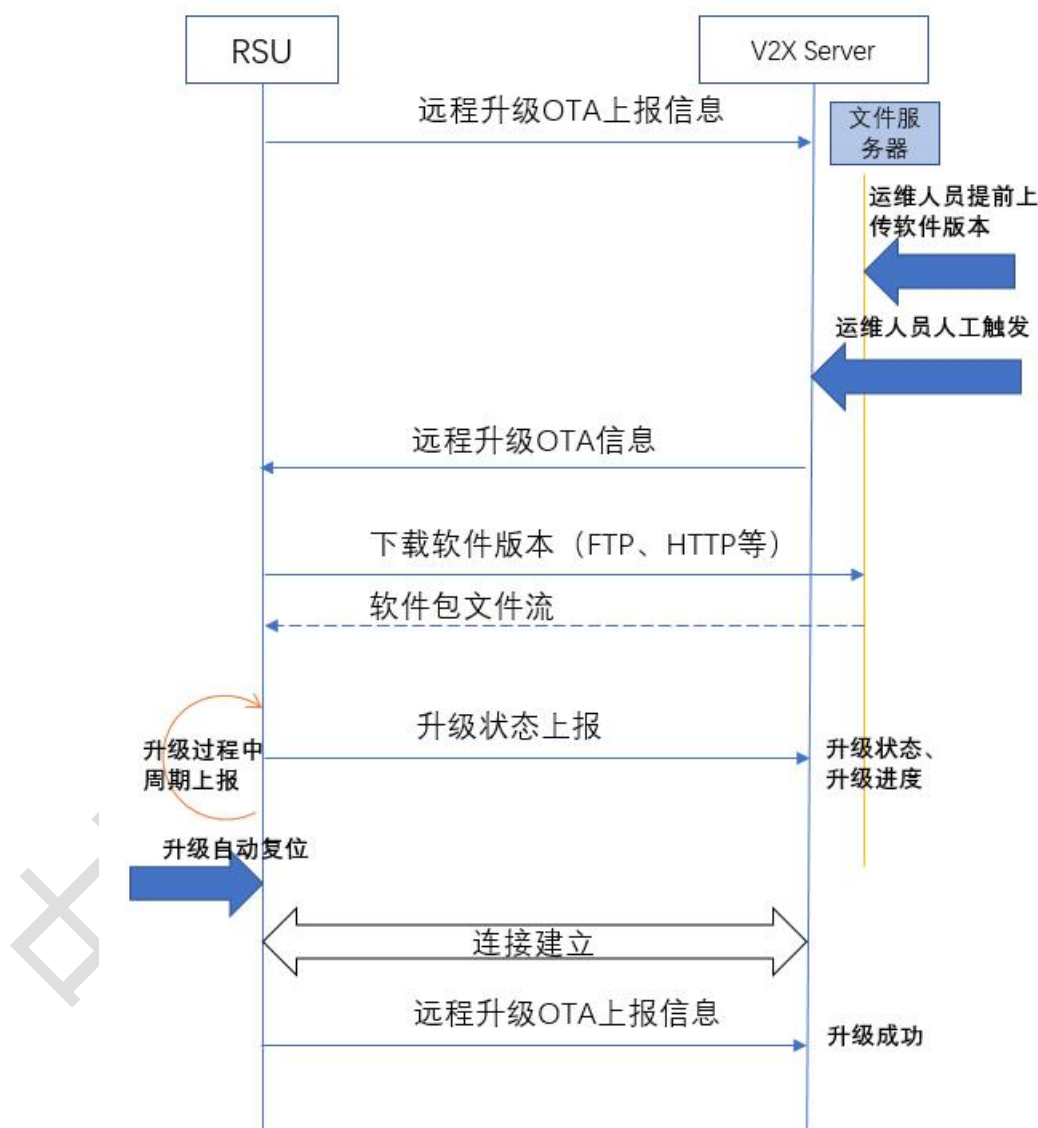 RSU
V2X Server
远程升级OTA上报信息
文件服
务器
运维人员提前上
传软件版本
运维人员人工触发
远程升级OTA信息
下载软件版本（FTP、HTTP等）
软件包文件流
升级状态上报
升级过程中
周期上报
升级状态、
升级进度
升级自动复位
连接建立
远程升级OTA上报信息
升级成功